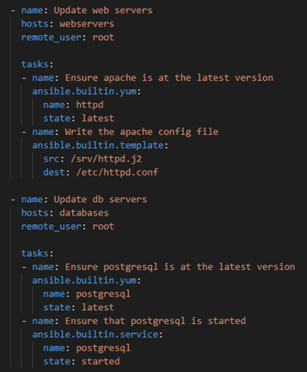 - name: Update web servers
  hosts: webservers
  remote_user: root

  tasks:
  - name: Ensure apache is at the latest version
    ansible.builtin.yum:
      name: httpd
      state: latest
  - name: Write the apache config file
    ansible.builtin.template:
      src: /srv/httpd.j2
      dest: /etc/httpd.conf

- name: Update db servers
  hosts: databases
  remote_user: root

  tasks:
  - name: Ensure postgresql is at the latest version
    ansible.builtin.yum:
      name: postgresql
      state: latest
  - name: Ensure that postgresql is started
    ansible.builtin.service:
      name: postgresql
      state: started